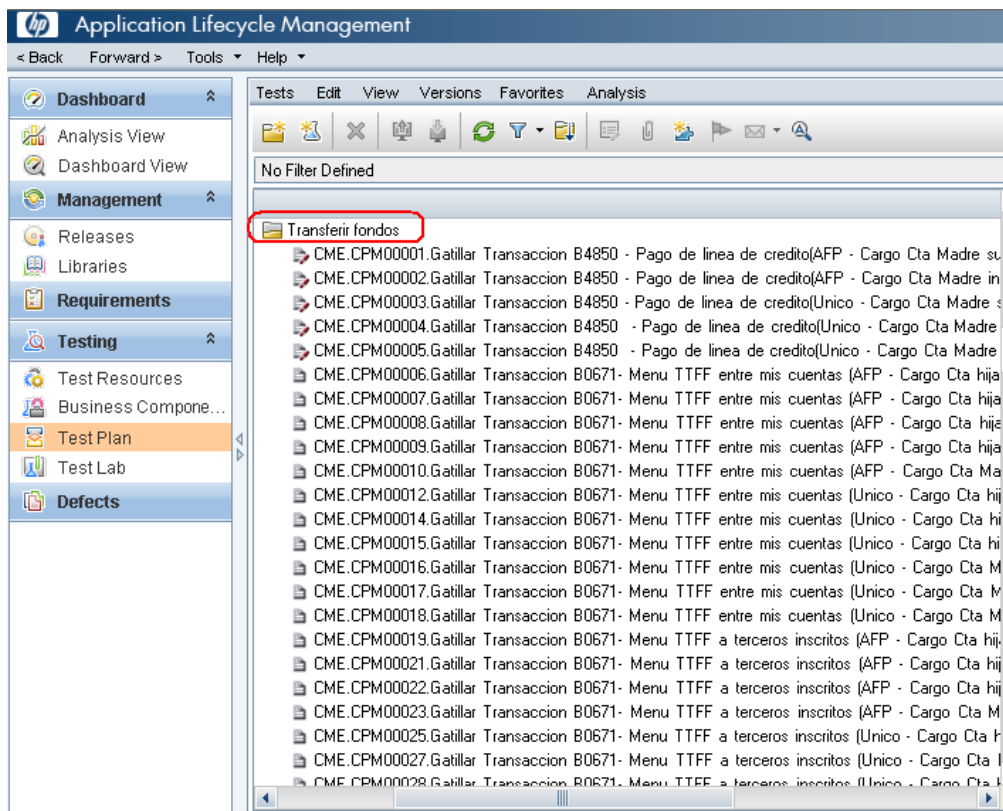 hp Application Lifecycle Management
< Back Forward > Tools Help
Dashboard
Analysis View
Dashboard View
Management
Releases
Libraries
Requirements
Testing
Test Resources
Business Compone...
Test Plan
Test Lab
Defects
Tests Edit View Versions Favorites Analysis
No Filter Defined
Transferir fondos
CME.CPM00001.Gatillar Transaccion B4850 - Pago de linea de credito(AFP - Cargo Cta Madre su
CME.CPM00002.Gatillar Transaccion B4850 - Pago de linea de credito(AFP - Cargo Cta Madre in
CME.CPM00003.Gatillar Transaccion B4850 - Pago de linea de credito(Unico - Cargo Cta Madre s
CME.CPM00004.Gatillar Transaccion B4850 - Pago de linea de credito(Unico - Cargo Cta Madre
CME.CPM00005.Gatillar Transaccion B4850 - Pago de linea de credito(Unico - Cargo Cta Madre
CME.CPM00006.Gatillar Transaccion B0671- Menu TTFF entre mis cuentas (AFP - Cargo Cta hija
CME.CPM00007.Gatillar Transaccion B0671- Menu TTFF entre mis cuentas (AFP - Cargo Cta hija
CME.CPM00008.Gatillar Transaccion B0671- Menu TTFF entre mis cuentas (AFP - Cargo Cta hija
CME.CPM00009.Gatillar Transaccion B0671- Menu TTFF entre mis cuentas (AFP - Cargo Cta hija
CME.CPM00010.Gatillar Transaccion B0671- Menu TTFF entre mis cuentas (AFP - Cargo Cta Ma
CME.CPM00012.Gatillar Transaccion B0671- Menu TTFF entre mis cuentas (Unico - Cargo Cta hij
CME.CPM00014.Gatillar Transaccion B0671- Menu TTFF entre mis cuentas (Unico - Cargo Cta hi
CME.CPM00015.Gatillar Transaccion B0671- Menu TTFF entre mis cuentas (Unico - Cargo Cta hi
CME.CPM00016.Gatillar Transaccion B0671- Menu TTFF entre mis cuentas (Unico - Cargo Cta M
CME.CPM00017.Gatillar Transaccion B0671- Menu TTFF entre mis cuentas (Unico - Cargo Cta M
CME.CPM00018.Gatillar Transaccion B0671- Menu TTFF entre mis cuentas (Unico - Cargo Cta M
CME.CPM00019.Gatillar Transaccion B0671- Menu TTFF a terceros inscritos (AFP - Cargo Cta hij
CME.CPM00021.Gatillar Transaccion B0671- Menu TTFF a terceros inscritos (AFP - Cargo Cta hij
CME.CPM00022.Gatillar Transaccion B0671- Menu TTFF a terceros inscritos (AFP - Cargo Cta hij
CME.CPM00023.Gatillar Transaccion B0671- Menu TTFF a terceros inscritos (AFP - Cargo Cta M
CME.CPM00025.Gatillar Transaccion B0671- Menu TTFF a terceros inscritos (Unico - Cargo Cta h
CME.CPM00027.Gatillar Transaccion B0671- Menu TTFF a terceros inscritos (Unico - Cargo Cta
CME.CPM00028.Gatillar Transaccion B0671- Menu TTFF a terceros inscritos (Unico - Cargo Cta